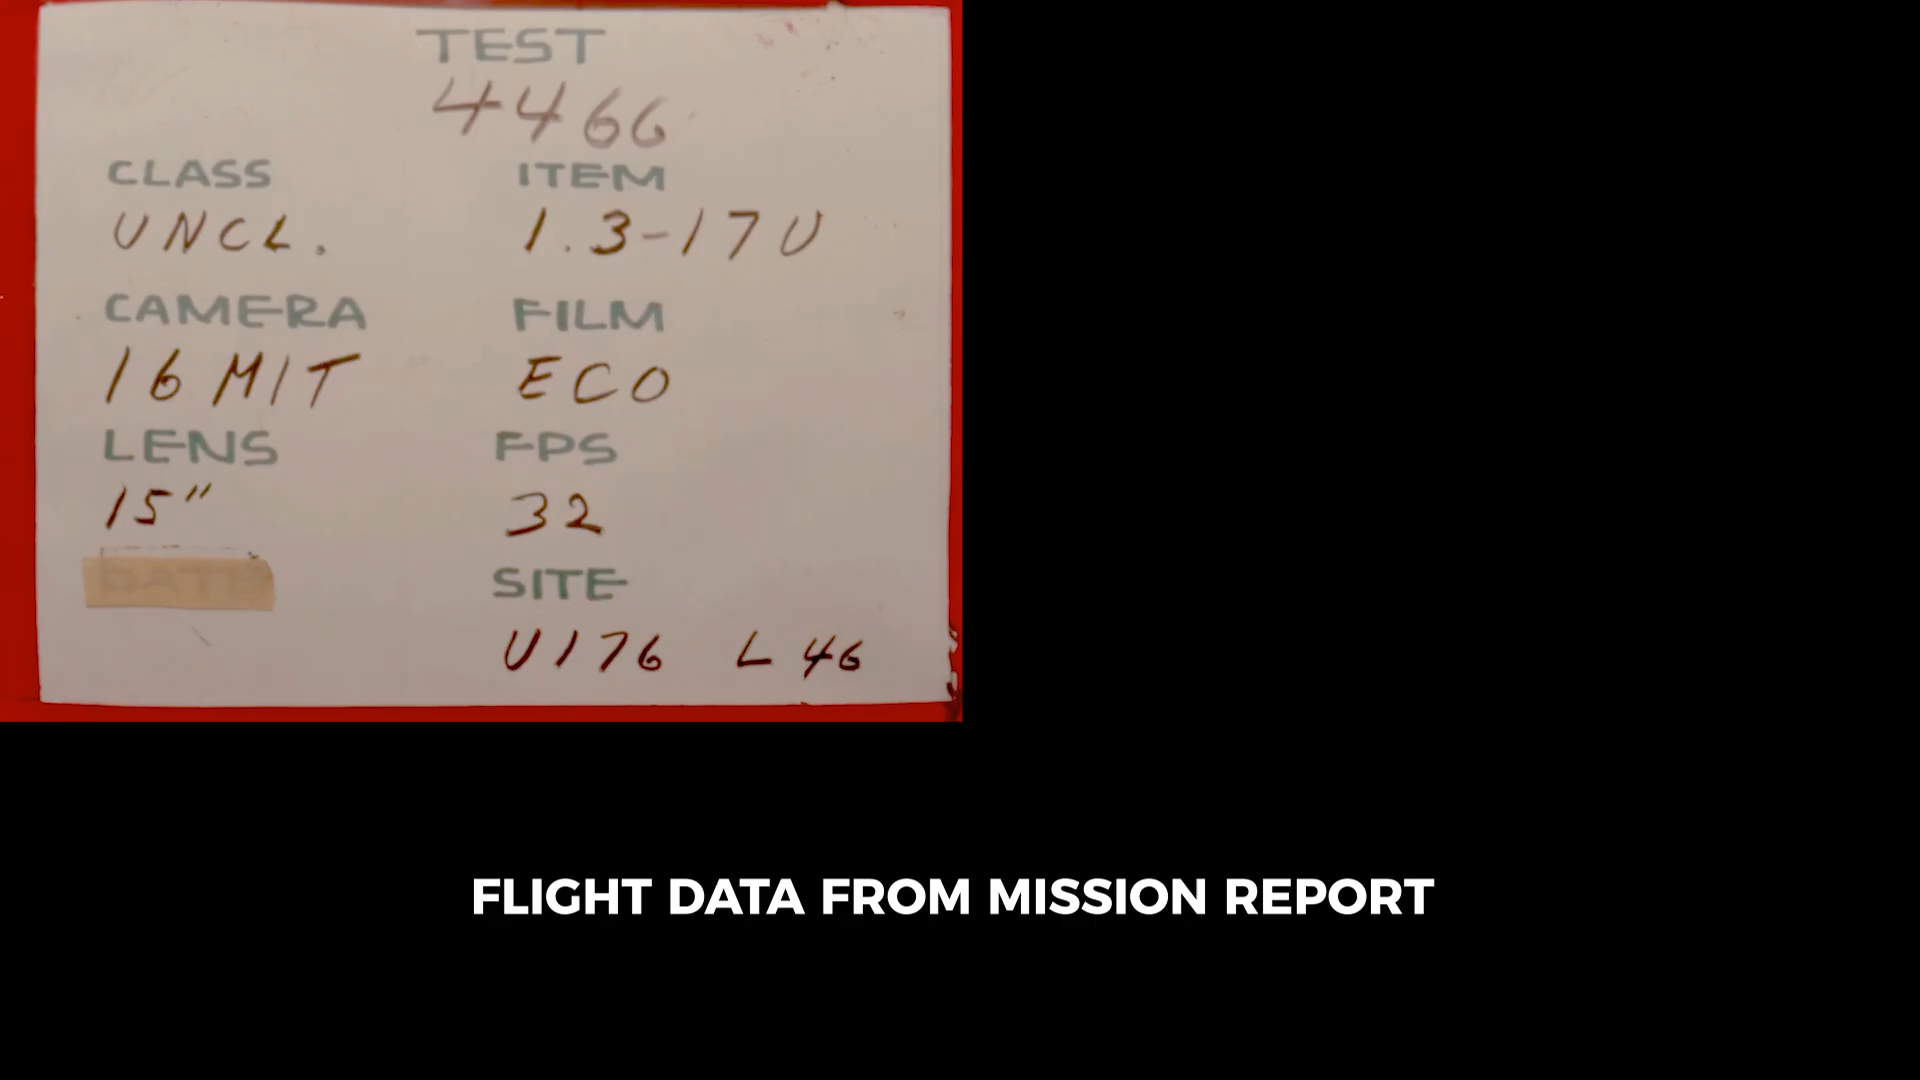 TEST
4466
CLASS ITEM
UNCL. 1.3-17U
CAMERA FILM
16 MIT ECO
LENS FPS
15" 32
DATE SITE
U176 L46
FLIGHT DATA FROM MISSION REPORT